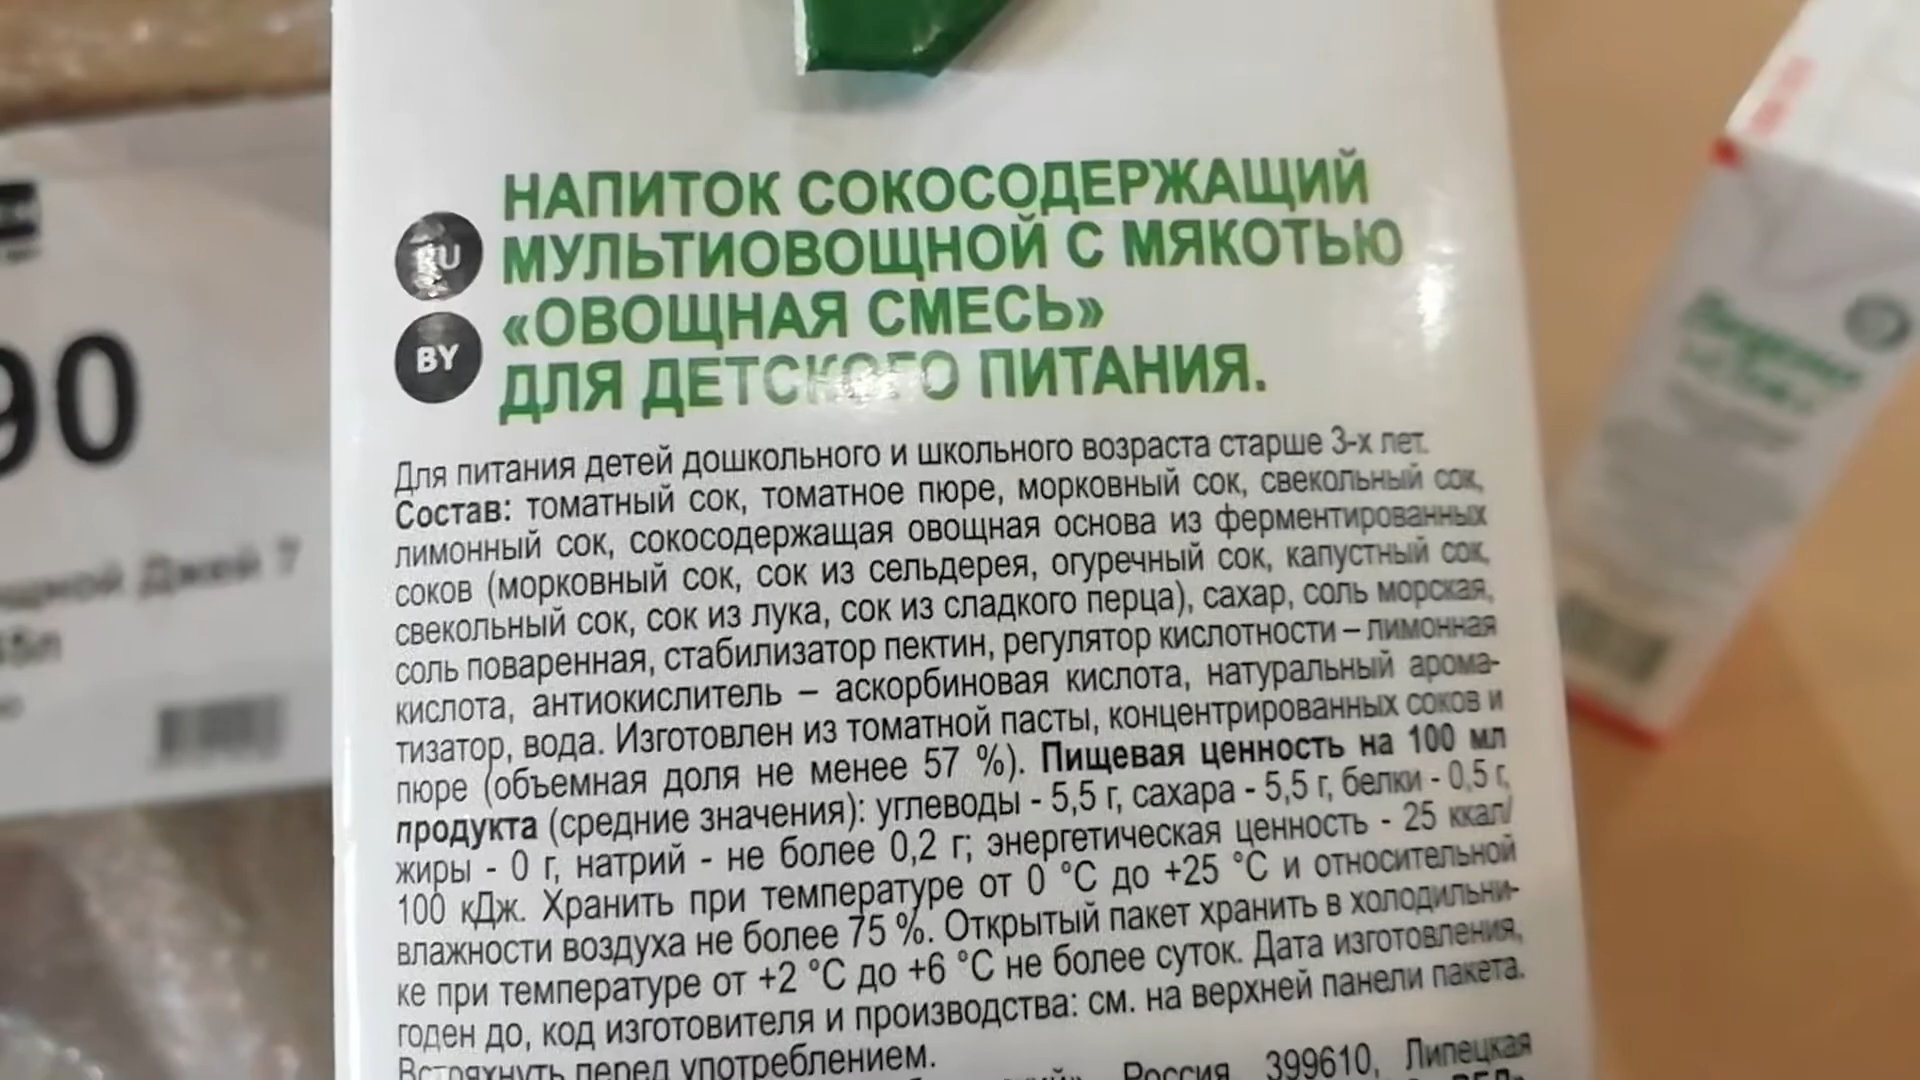 НАПИТОК СОКОСОДЕРЖАЩИЙ
МУЛЬТИОВОЩНОЙ С МЯКОТЬЮ
«ОВОЩНАЯ СМЕСЬ»
ДЛЯ ДЕТСКОГО ПИТАНИЯ.
RU
BY
Для питания детей дошкольного и школьного возраста старше 3-х лет.
Состав: томатный сок, томатное пюре, морковный сок, свекольный сок,
лимонный сок, сокосодержащая овощная основа из ферментированных
соков (морковный сок, сок из сельдерея, огуречный сок, капустный сок,
свекольный сок, сок из лука, сок из сладкого перца), сахар, соль морская,
соль поваренная, стабилизатор пектин, регулятор кислотности – лимонная
кислота, антиокислитель – аскорбиновая кислота, натуральный арома-
тизатор, вода. Изготовлен из томатной пасты, концентрированных соков и
пюре (объемная доля не менее 57 %). Пищевая ценность на 100 мл
продукта (средние значения): углеводы - 5,5 г, сахара - 5,5 г, белки - 0,5 г,
жиры - 0 г, натрий - не более 0,2 г; энергетическая ценность - 25 ккал/
100 кДж. Хранить при температуре от 0 °С до +25 °С и относительной
влажности воздуха не более 75 %. Открытый пакет хранить в холодильни-
ке при температуре от +2 °С до +6 °С не более суток. Дата изготовления,
годен до, код изготовителя и производства: см. на верхней панели пакета.
Встряхнуть перед употреблением.
Россия, 399610, Липецкая
90
Джей 7